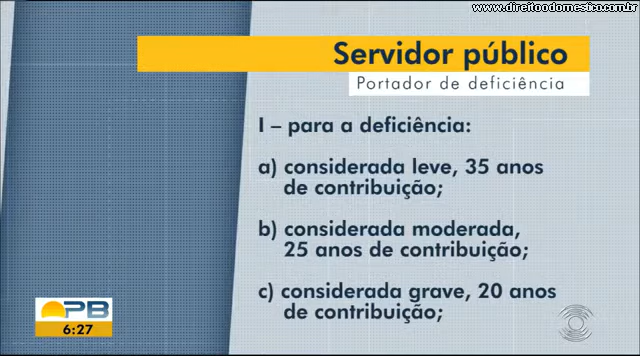 www.direitoodomestico.com.br
Servidor público
Portador de deficiência
I – para a deficiência:
a) considerada leve, 35 anos
de contribuição;
b) considerada moderada,
25 anos de contribuição;
c) considerada grave, 20 anos
de contribuição;
PB
6:27